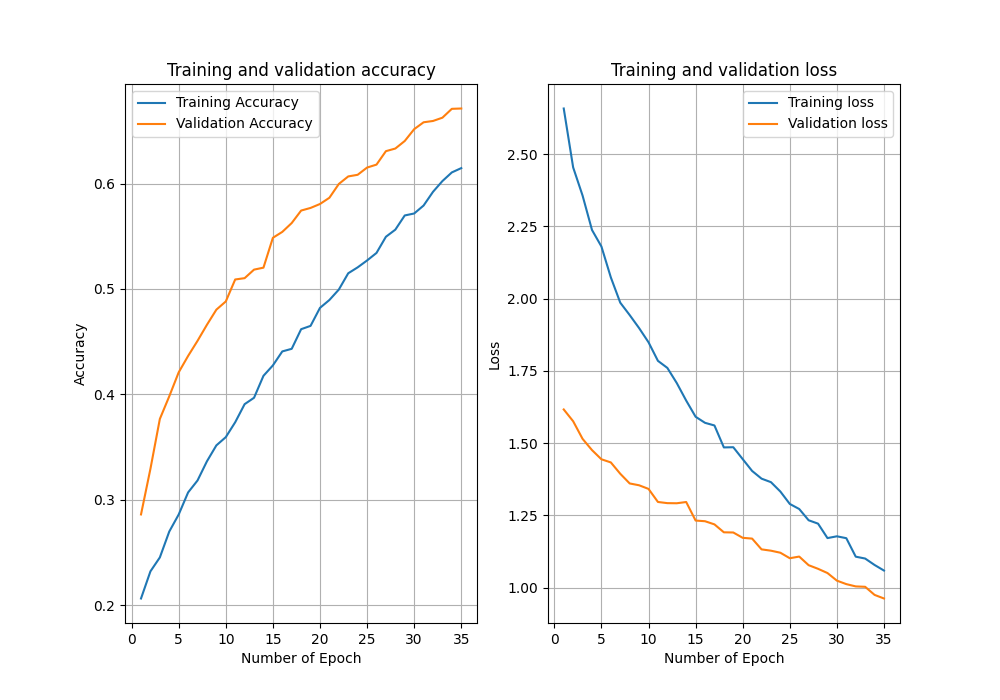 Training and validation accuracy
Training Accuracy
Validation Accuracy
0.6
0.5
0.4
0.3
0.2
Accuracy
0 5 10 15 20 25 30 35
Number of Epoch
Training and validation loss
Training loss
Validation loss
2.50
2.25
2.00
1.75
1.50
1.25
1.00
Loss
0 5 10 15 20 25 30 35
Number of Epoch